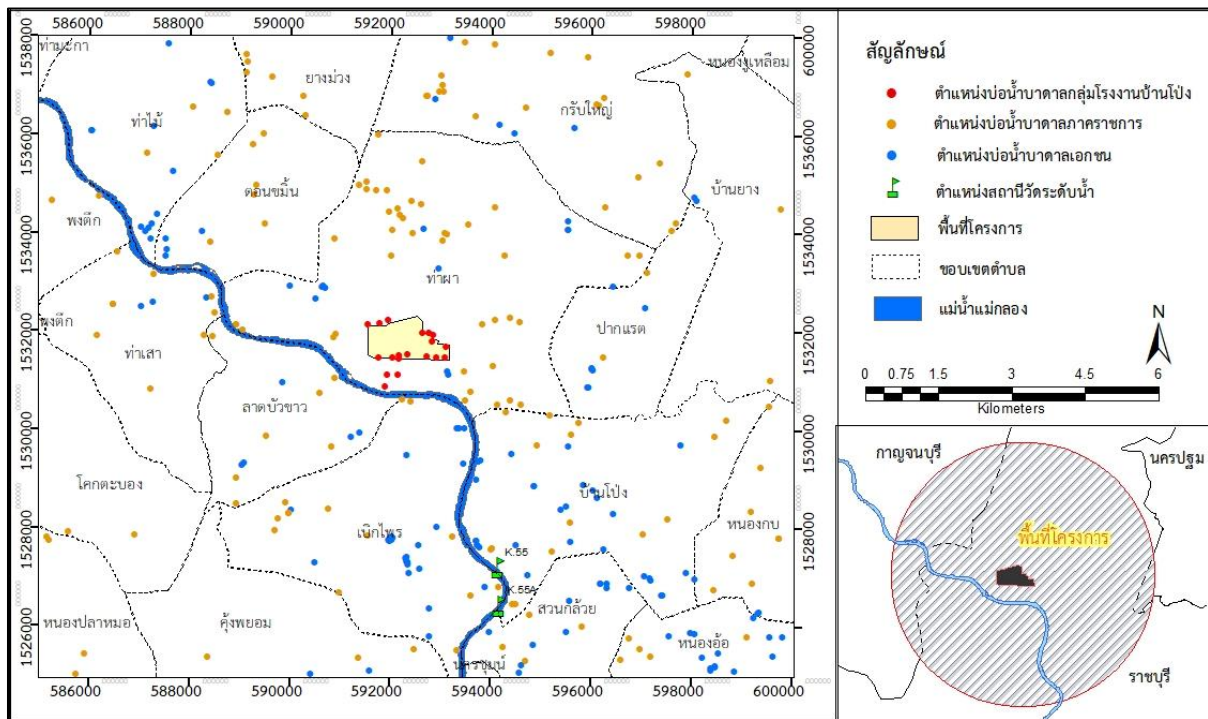 586000 588000 590000 592000 594000 596000 598000
1538000 1536000 1534000 1532000 1530000 1528000 1526000
ท่ามะกา
ยางม่วง
หนองงูเหลือม
กรับใหญ่
ท่าไม้
ดอนขมิ้น
บ้านยาง
พงตึก
ท่าผา
พงตึก
ปากแรต
ท่าเสา
ลาดบัวขาว
โคกตะบอง
บ้านโป่ง
เบิกไพร
หนองกบ
K.55
K.55A
สวนกล้วย
หนองปลาหมอ
คุ้งพยอม
หนองอ้อ
นครชุมน์
586000 588000 590000 592000 594000 596000 598000 600000
600000 1536000 1534000 1532000 1530000 1528000
สัญลักษณ์
ตำแหน่งบ่อน้ำบาดาลกลุ่มโรงงานบ้านโป่ง
ตำแหน่งบ่อน้ำบาดาลภาคราชการ
ตำแหน่งบ่อน้ำบาดาลเอกชน
ตำแหน่งสถานีวัดระดับน้ำ
พื้นที่โครงการ
ขอบเขตตำบล
แม่น้ำแม่กลอง
N
0 0.75 1.5 3 4.5 6
Kilometers
กาญจนบุรี
นครปฐม
พื้นที่โครงการ
ราชบุรี